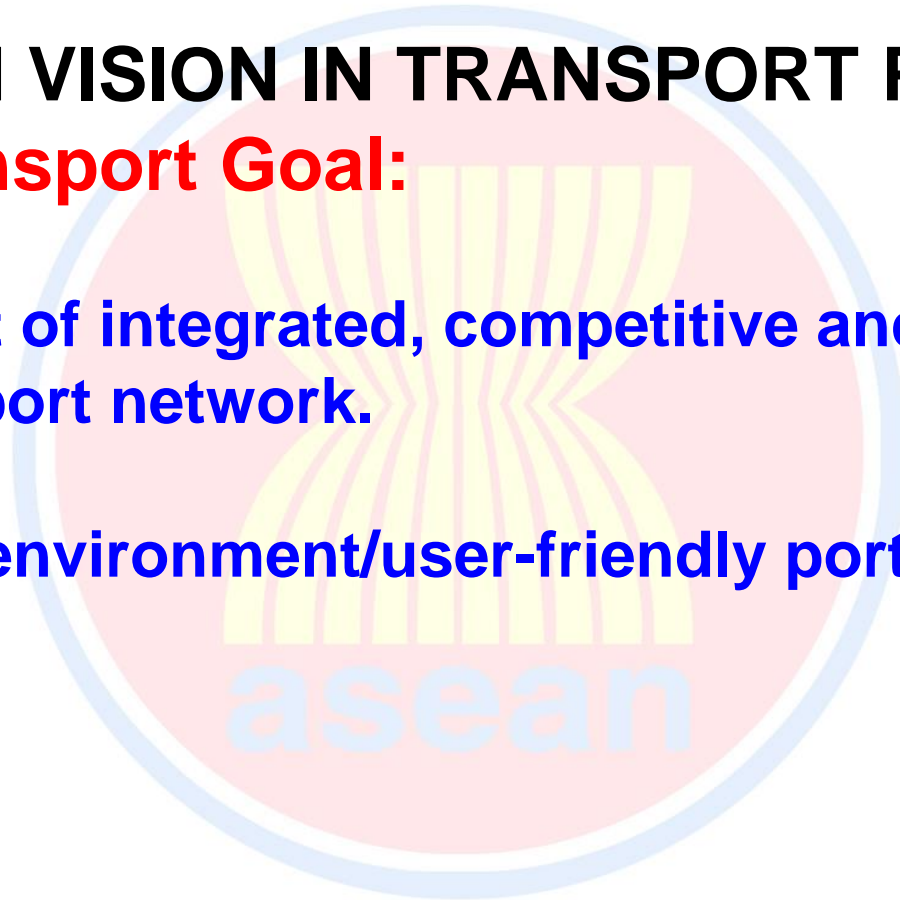 VISION IN TRANSPORT
nsport Goal:
of integrated, competitive and
port network.
environment/user-friendly port
asean